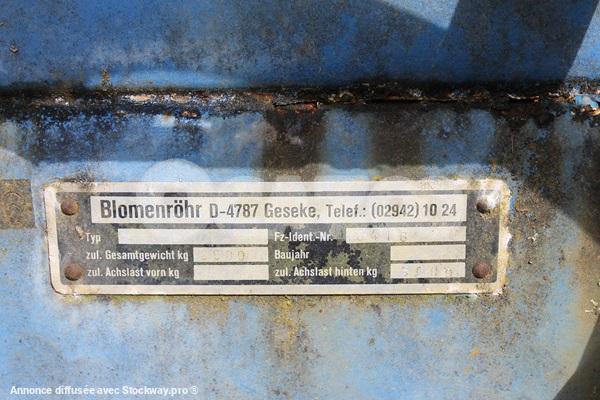 Blomenröhr D-4787 Geseke, Telef.: (02942) 10 24
Typ Fz-Ident.-Nr.
zul. Gesamtgewicht kg Baujahr
zul. Achslast vorn kg zul. Achslast hinten kg
Annonce diffusée avec Stockway.pro ®